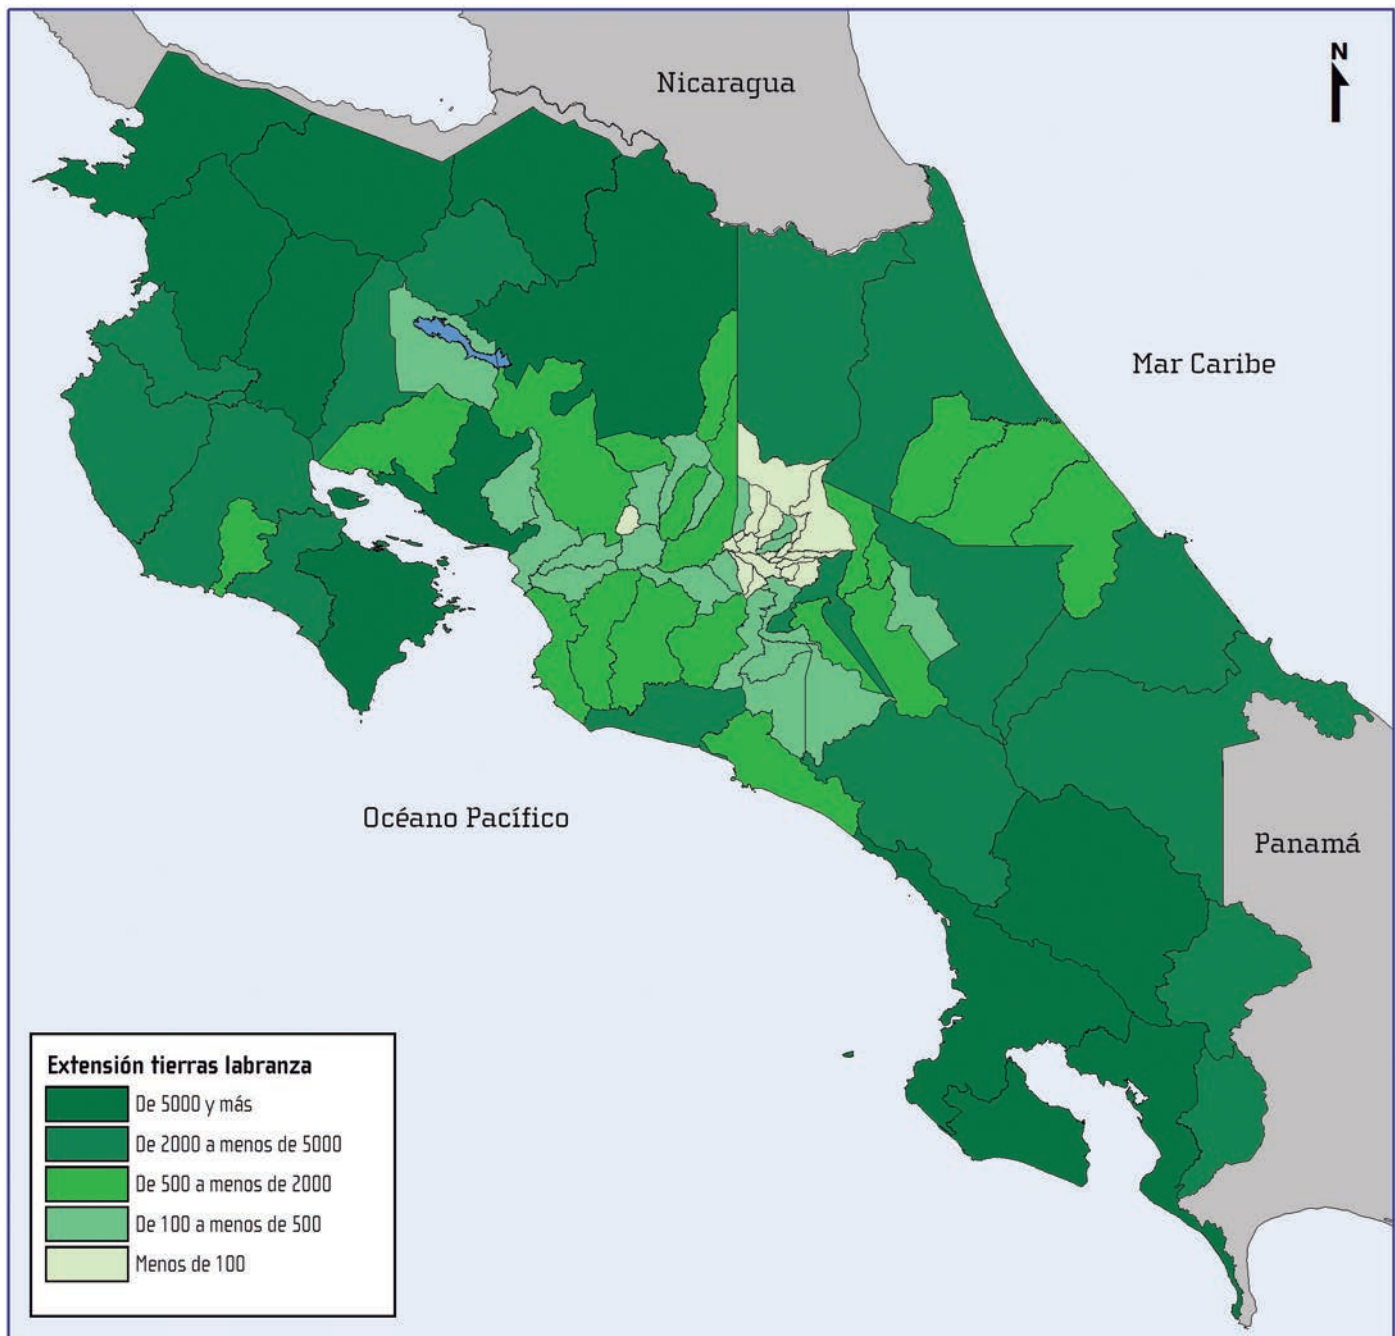 N
Nicaragua
Mar Caribe
Océano Pacífico
Panamá
Extensión tierras labranza
De 5000 y más
De 2000 a menos de 5000
De 500 a menos de 2000
De 100 a menos de 500
Menos de 100